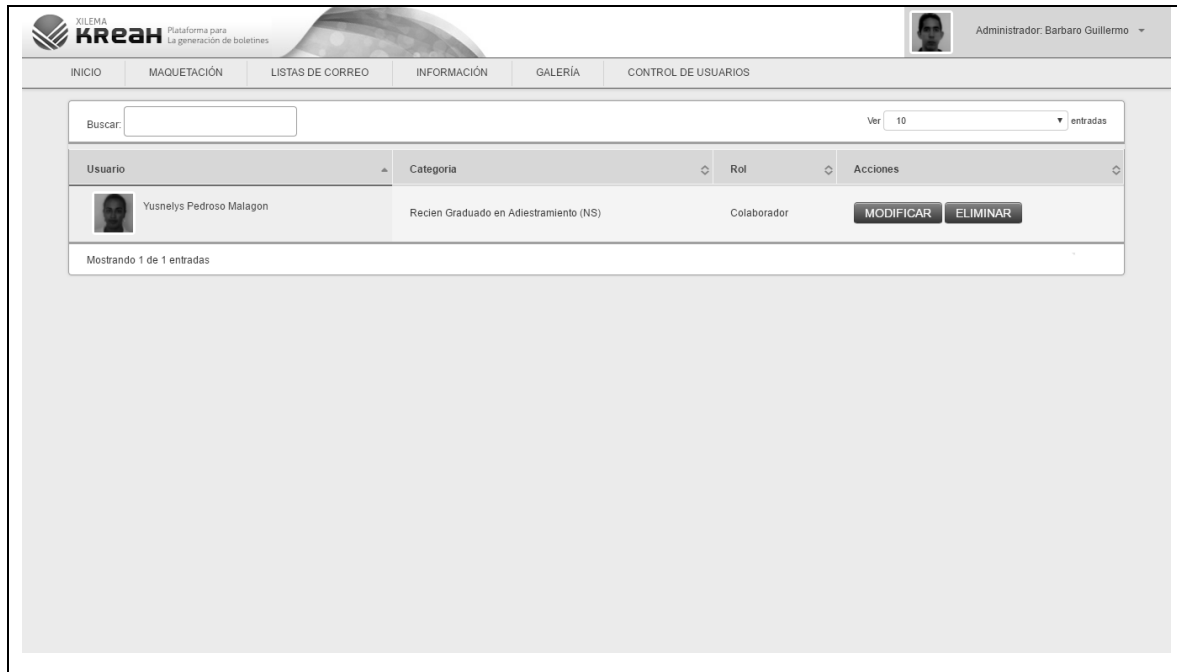 XILEMA
KReaH
Plataforma para
La generación de boletines
Administrador: Barbaro Guillermo
INICIO MAQUETACIÓN LISTAS DE CORREO INFORMACIÓN GALERÍA CONTROL DE USUARIOS
Buscar: Ver 10 entradas
Usuario Categoria Rol Acciones
Yusnelys Pedroso Malagon Recien Graduado en Adiestramiento (NS) Colaborador MODIFICAR ELIMINAR
Mostrando 1 de 1 entradas